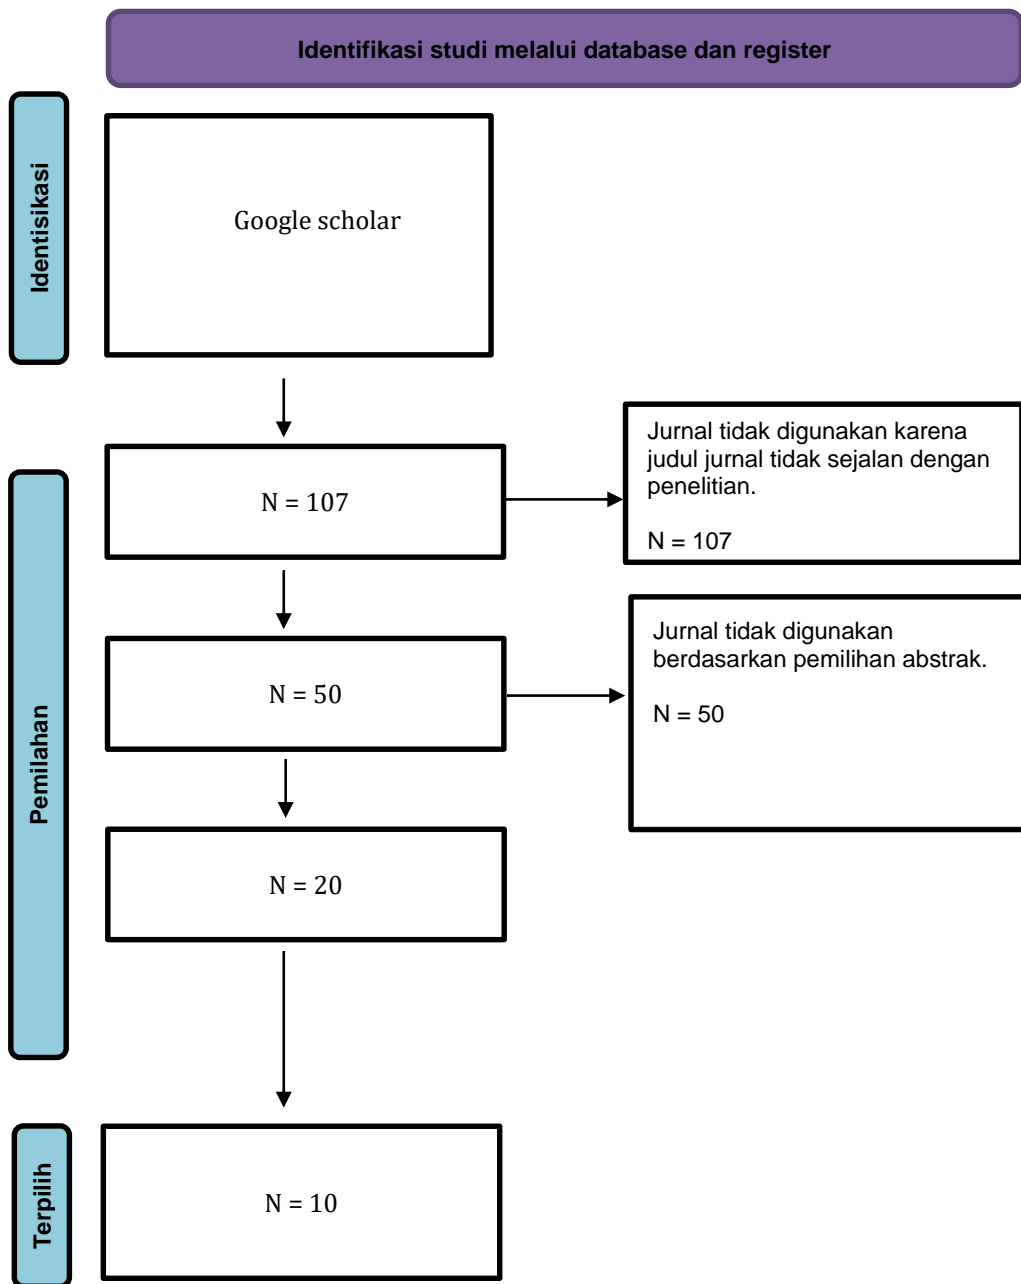 Identifikasi studi melalui database dan register
Identisikasi
Google scholar
Pemilahan
N = 107
Jurnal tidak digunakan karena
judul jurnal tidak sejalan dengan
penelitian.
N = 107
N = 50
Jurnal tidak digunakan
berdasarkan pemilihan abstrak.
N = 50
N = 20
Terpilih
N = 10